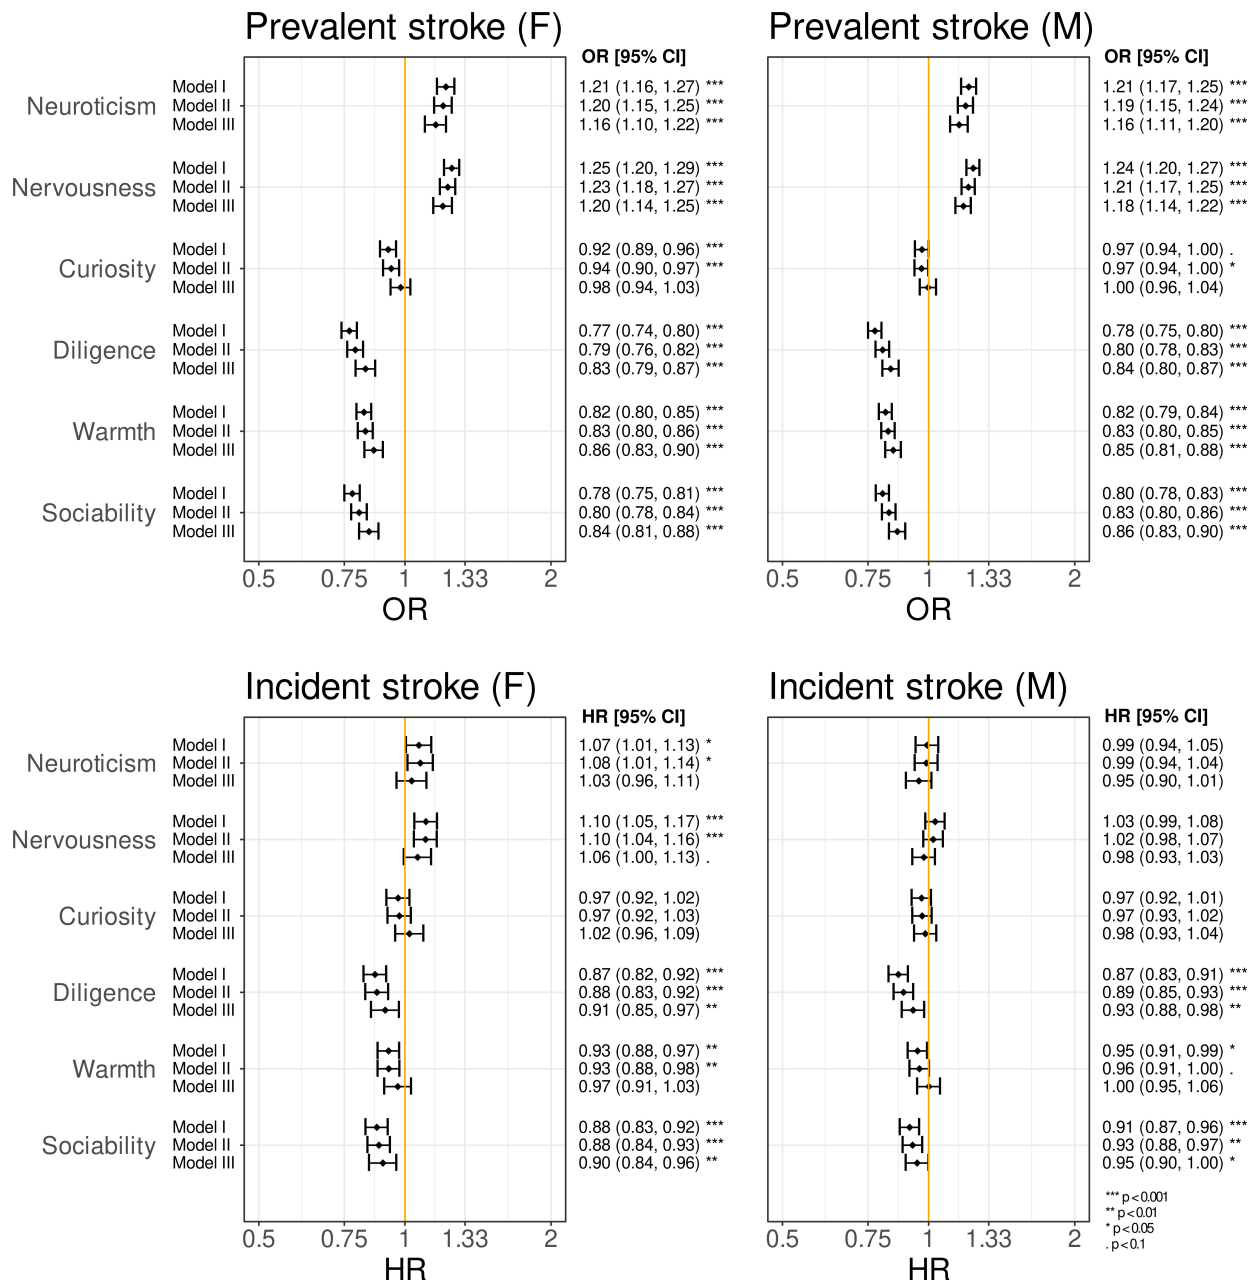 Prevalent stroke (F)
OR [95% CI]
Neuroticism
Model I 1.21 (1.16, 1.27) ***
Model II 1.20 (1.15, 1.25) ***
Model III 1.16 (1.10, 1.22) ***
Nervousness
Model I 1.25 (1.20, 1.29) ***
Model II 1.23 (1.18, 1.27) ***
Model III 1.20 (1.14, 1.25) ***
Curiosity
Model I 0.92 (0.89, 0.96) ***
Model II 0.94 (0.90, 0.97) ***
Model III 0.98 (0.94, 1.03)
Diligence
Model I 0.77 (0.74, 0.80) ***
Model II 0.79 (0.76, 0.82) ***
Model III 0.83 (0.79, 0.87) ***
Warmth
Model I 0.82 (0.80, 0.85) ***
Model II 0.83 (0.80, 0.86) ***
Model III 0.86 (0.83, 0.90) ***
Sociability
Model I 0.78 (0.75, 0.81) ***
Model II 0.80 (0.78, 0.84) ***
Model III 0.84 (0.81, 0.88) ***
0.5 0.75 1 1.33 2
OR
Prevalent stroke (M)
OR [95% CI]
1.21 (1.17, 1.25) ***
1.19 (1.15, 1.24) ***
1.16 (1.11, 1.20) ***
1.24 (1.20, 1.27) ***
1.21 (1.17, 1.25) ***
1.18 (1.14, 1.22) ***
0.97 (0.94, 1.00) .
0.97 (0.94, 1.00) *
1.00 (0.96, 1.04)
0.78 (0.75, 0.80) ***
0.80 (0.78, 0.83) ***
0.84 (0.80, 0.87) ***
0.82 (0.79, 0.84) ***
0.83 (0.80, 0.85) ***
0.85 (0.81, 0.88) ***
0.80 (0.78, 0.83) ***
0.83 (0.80, 0.86) ***
0.86 (0.83, 0.90) ***
0.5 0.75 1 1.33 2
OR
Incident stroke (F)
HR [95% CI]
Neuroticism
Model I 1.07 (1.01, 1.13) *
Model II 1.08 (1.01, 1.14) *
Model III 1.03 (0.96, 1.11)
Nervousness
Model I 1.10 (1.05, 1.17) ***
Model II 1.10 (1.04, 1.16) ***
Model III 1.06 (1.00, 1.13) .
Curiosity
Model I 0.97 (0.92, 1.02)
Model II 0.97 (0.92, 1.03)
Model III 1.02 (0.96, 1.09)
Diligence
Model I 0.87 (0.82, 0.92) ***
Model II 0.88 (0.83, 0.92) ***
Model III 0.91 (0.85, 0.97) **
Warmth
Model I 0.93 (0.88, 0.97) **
Model II 0.93 (0.88, 0.98) **
Model III 0.97 (0.91, 1.03)
Sociability
Model I 0.88 (0.83, 0.92) ***
Model II 0.88 (0.84, 0.93) ***
Model III 0.90 (0.84, 0.96) **
0.5 0.75 1 1.33 2
HR
Incident stroke (M)
HR [95% CI]
0.99 (0.94, 1.05)
0.99 (0.94, 1.04)
0.95 (0.90, 1.01)
1.03 (0.99, 1.08)
1.02 (0.98, 1.07)
0.98 (0.93, 1.03)
0.97 (0.92, 1.01)
0.97 (0.93, 1.02)
0.98 (0.93, 1.04)
0.87 (0.83, 0.91) ***
0.89 (0.85, 0.93) ***
0.93 (0.88, 0.98) **
0.95 (0.91, 0.99) *
0.96 (0.91, 1.00) .
1.00 (0.95, 1.06)
0.91 (0.87, 0.96) ***
0.93 (0.88, 0.97) **
0.95 (0.90, 1.00) *
*** p<0.001
** p<0.01
* p<0.05
. p<0.1
0.5 0.75 1 1.33 2
HR